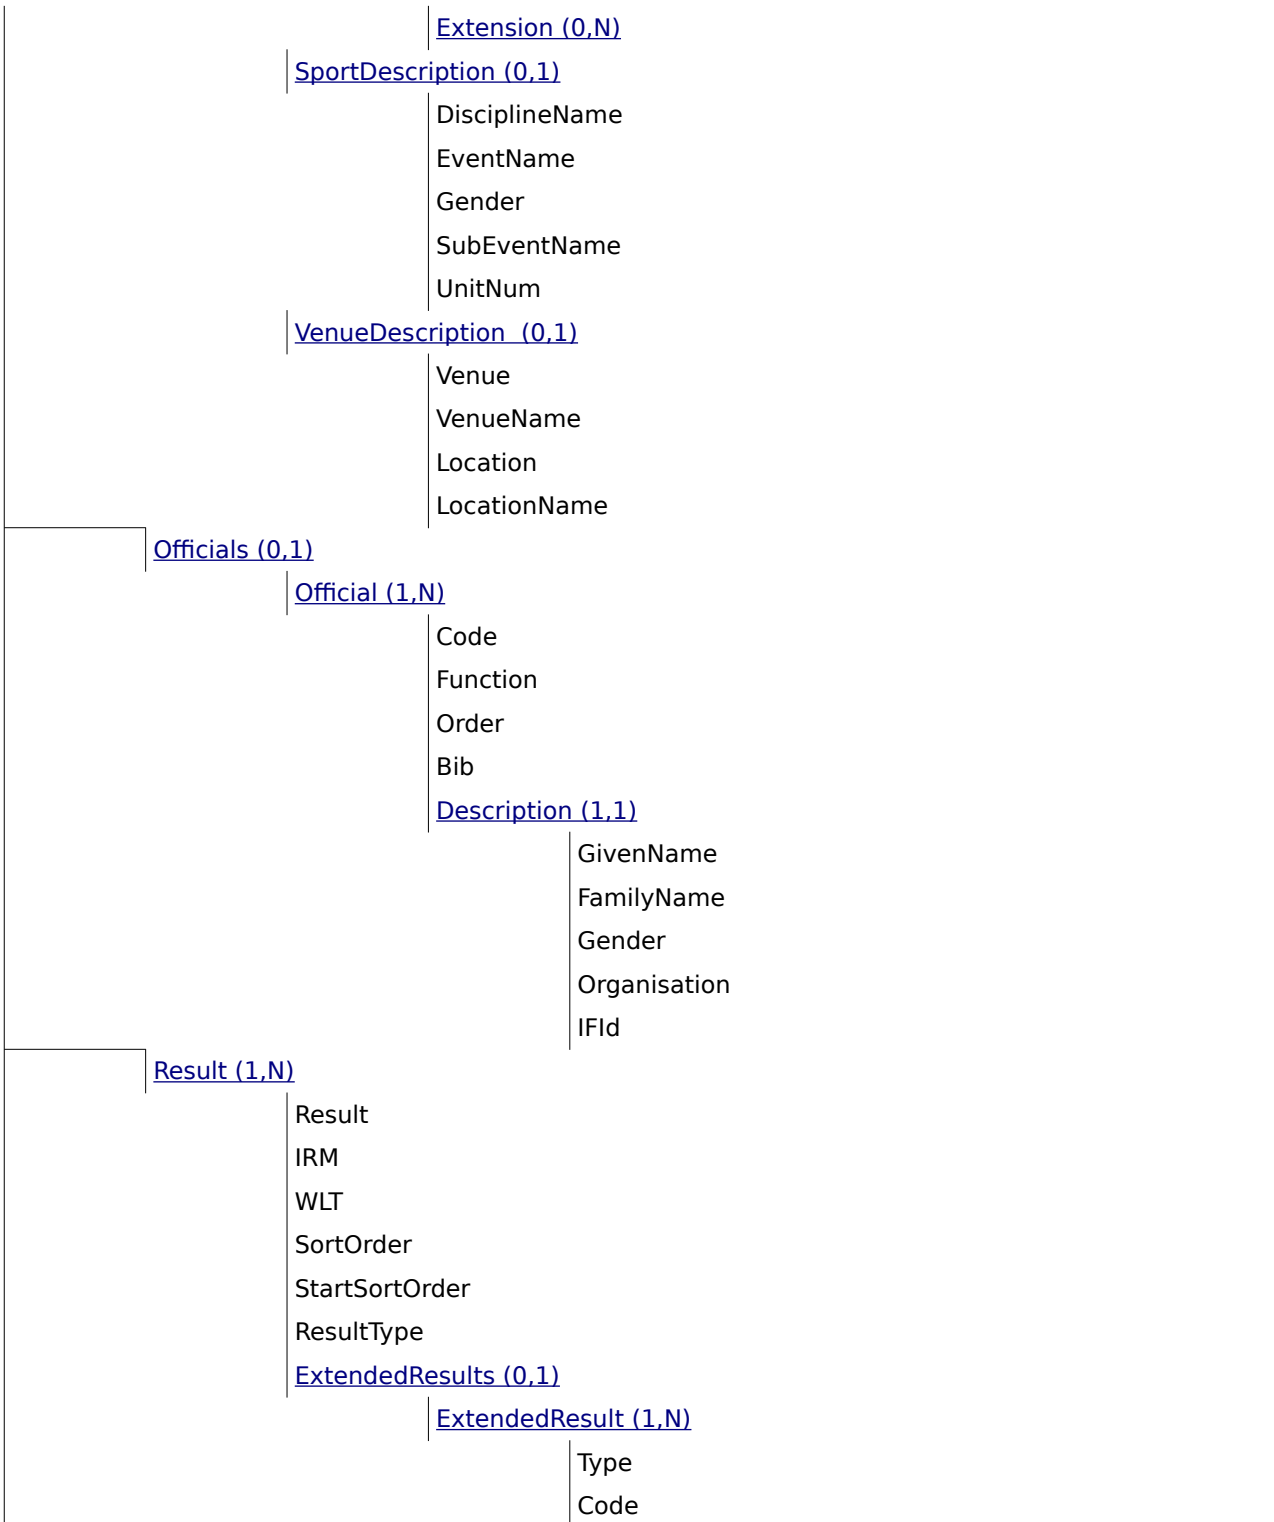 Extension (0,N)
SportDescription (0,1)
DisciplineName
EventName
Gender
SubEventName
UnitNum
VenueDescription  (0,1)
Venue
VenueName
Location
LocationName
Officials (0,1)
Official (1,N)
Code
Function
Order
Bib
Description (1,1)
GivenName
FamilyName
Gender
Organisation
IFId
Result (1,N)
Result
IRM
WLT
SortOrder
StartSortOrder
ResultType
ExtendedResults (0,1)
ExtendedResult (1,N)
Type
Code